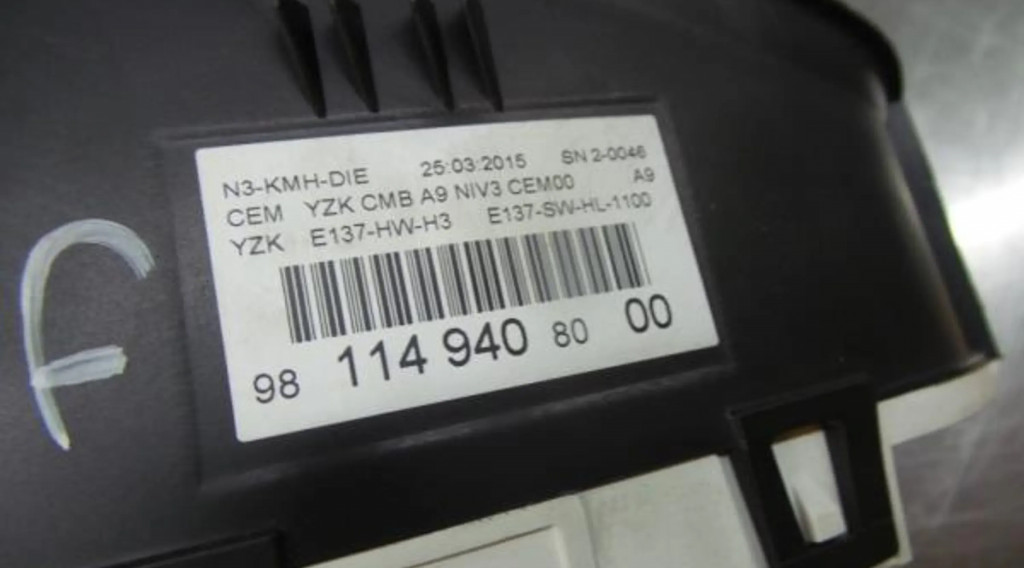 F
N3-KMH-DIE 25:03:2015 SN 2-0046
CEM YZK CMB A9 NIV3 CEM00 A9
YZK E137-HW-H3 E137-SW-HL-1100
98 114 940 80 00